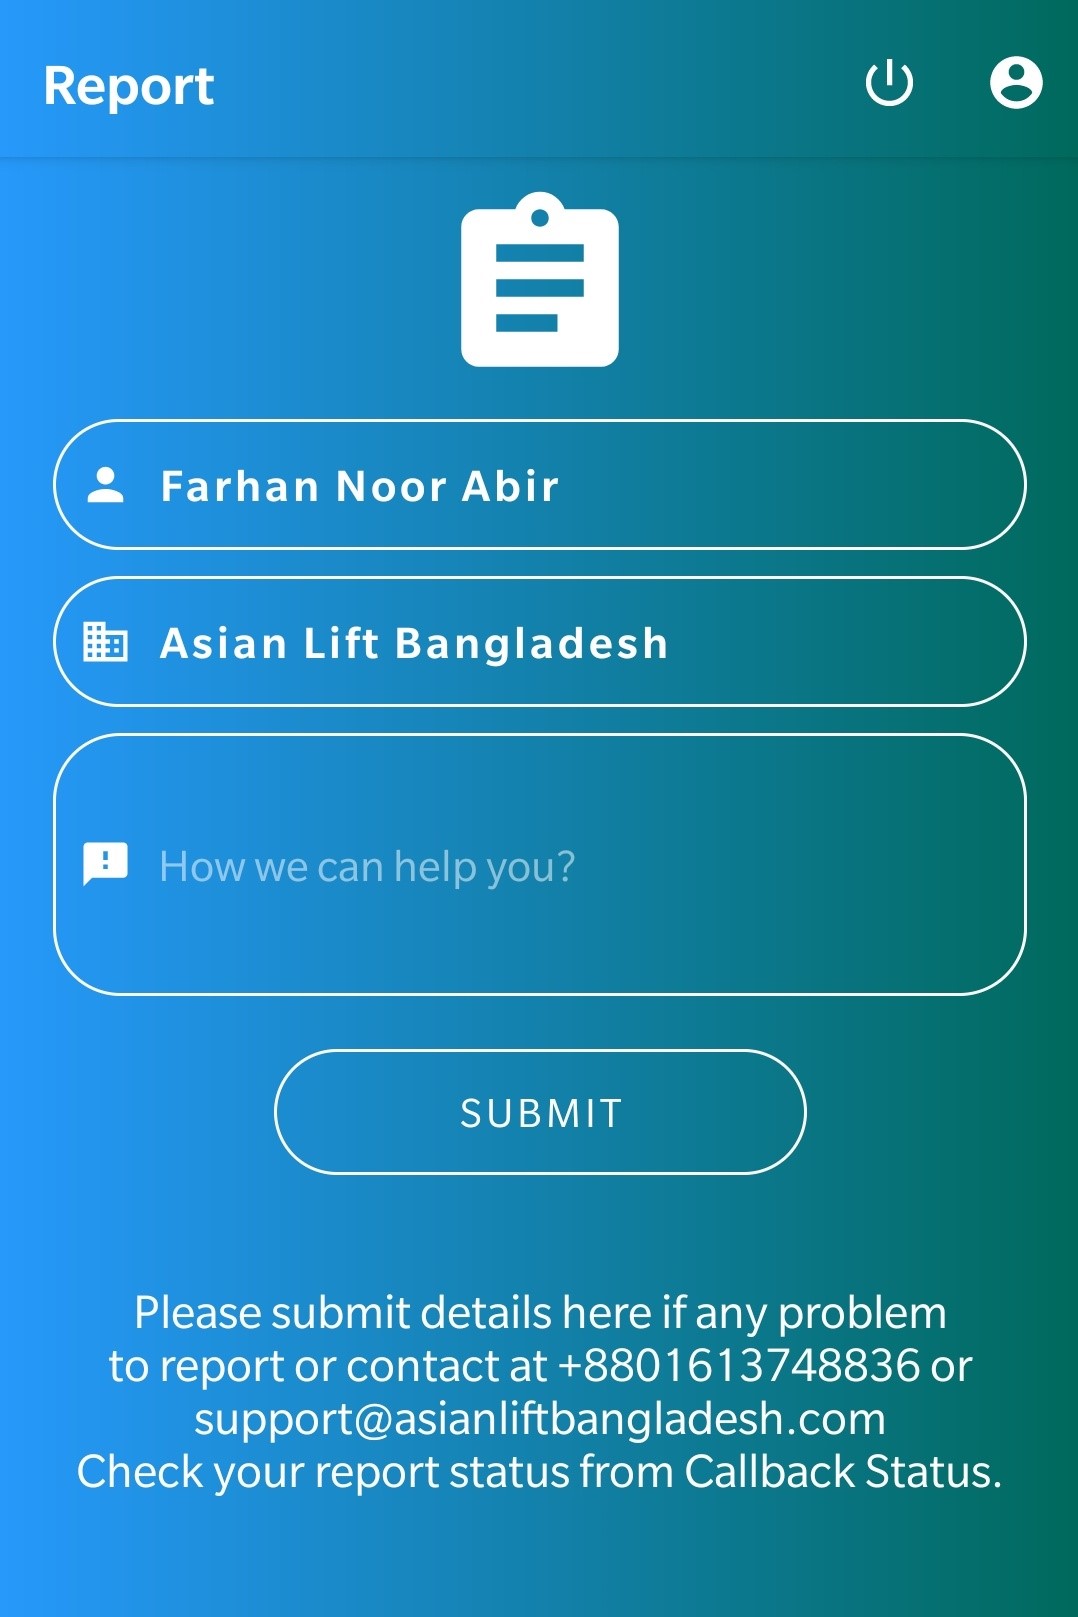 Report
Farhan Noor Abir
Asian Lift Bangladesh
How we can help you?
SUBMIT
Please submit details here if any problem
to report or contact at +8801613748836 or
support@asianliftbangladesh.com
Check your report status from Callback Status.